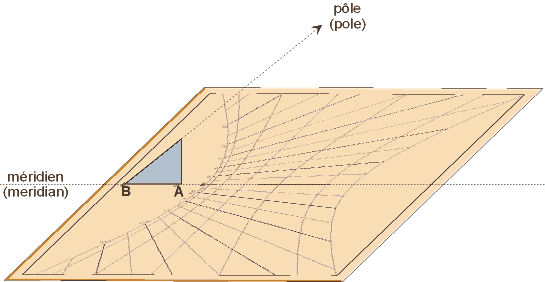 pôle
(pole)
méridien
(meridian)
B
A